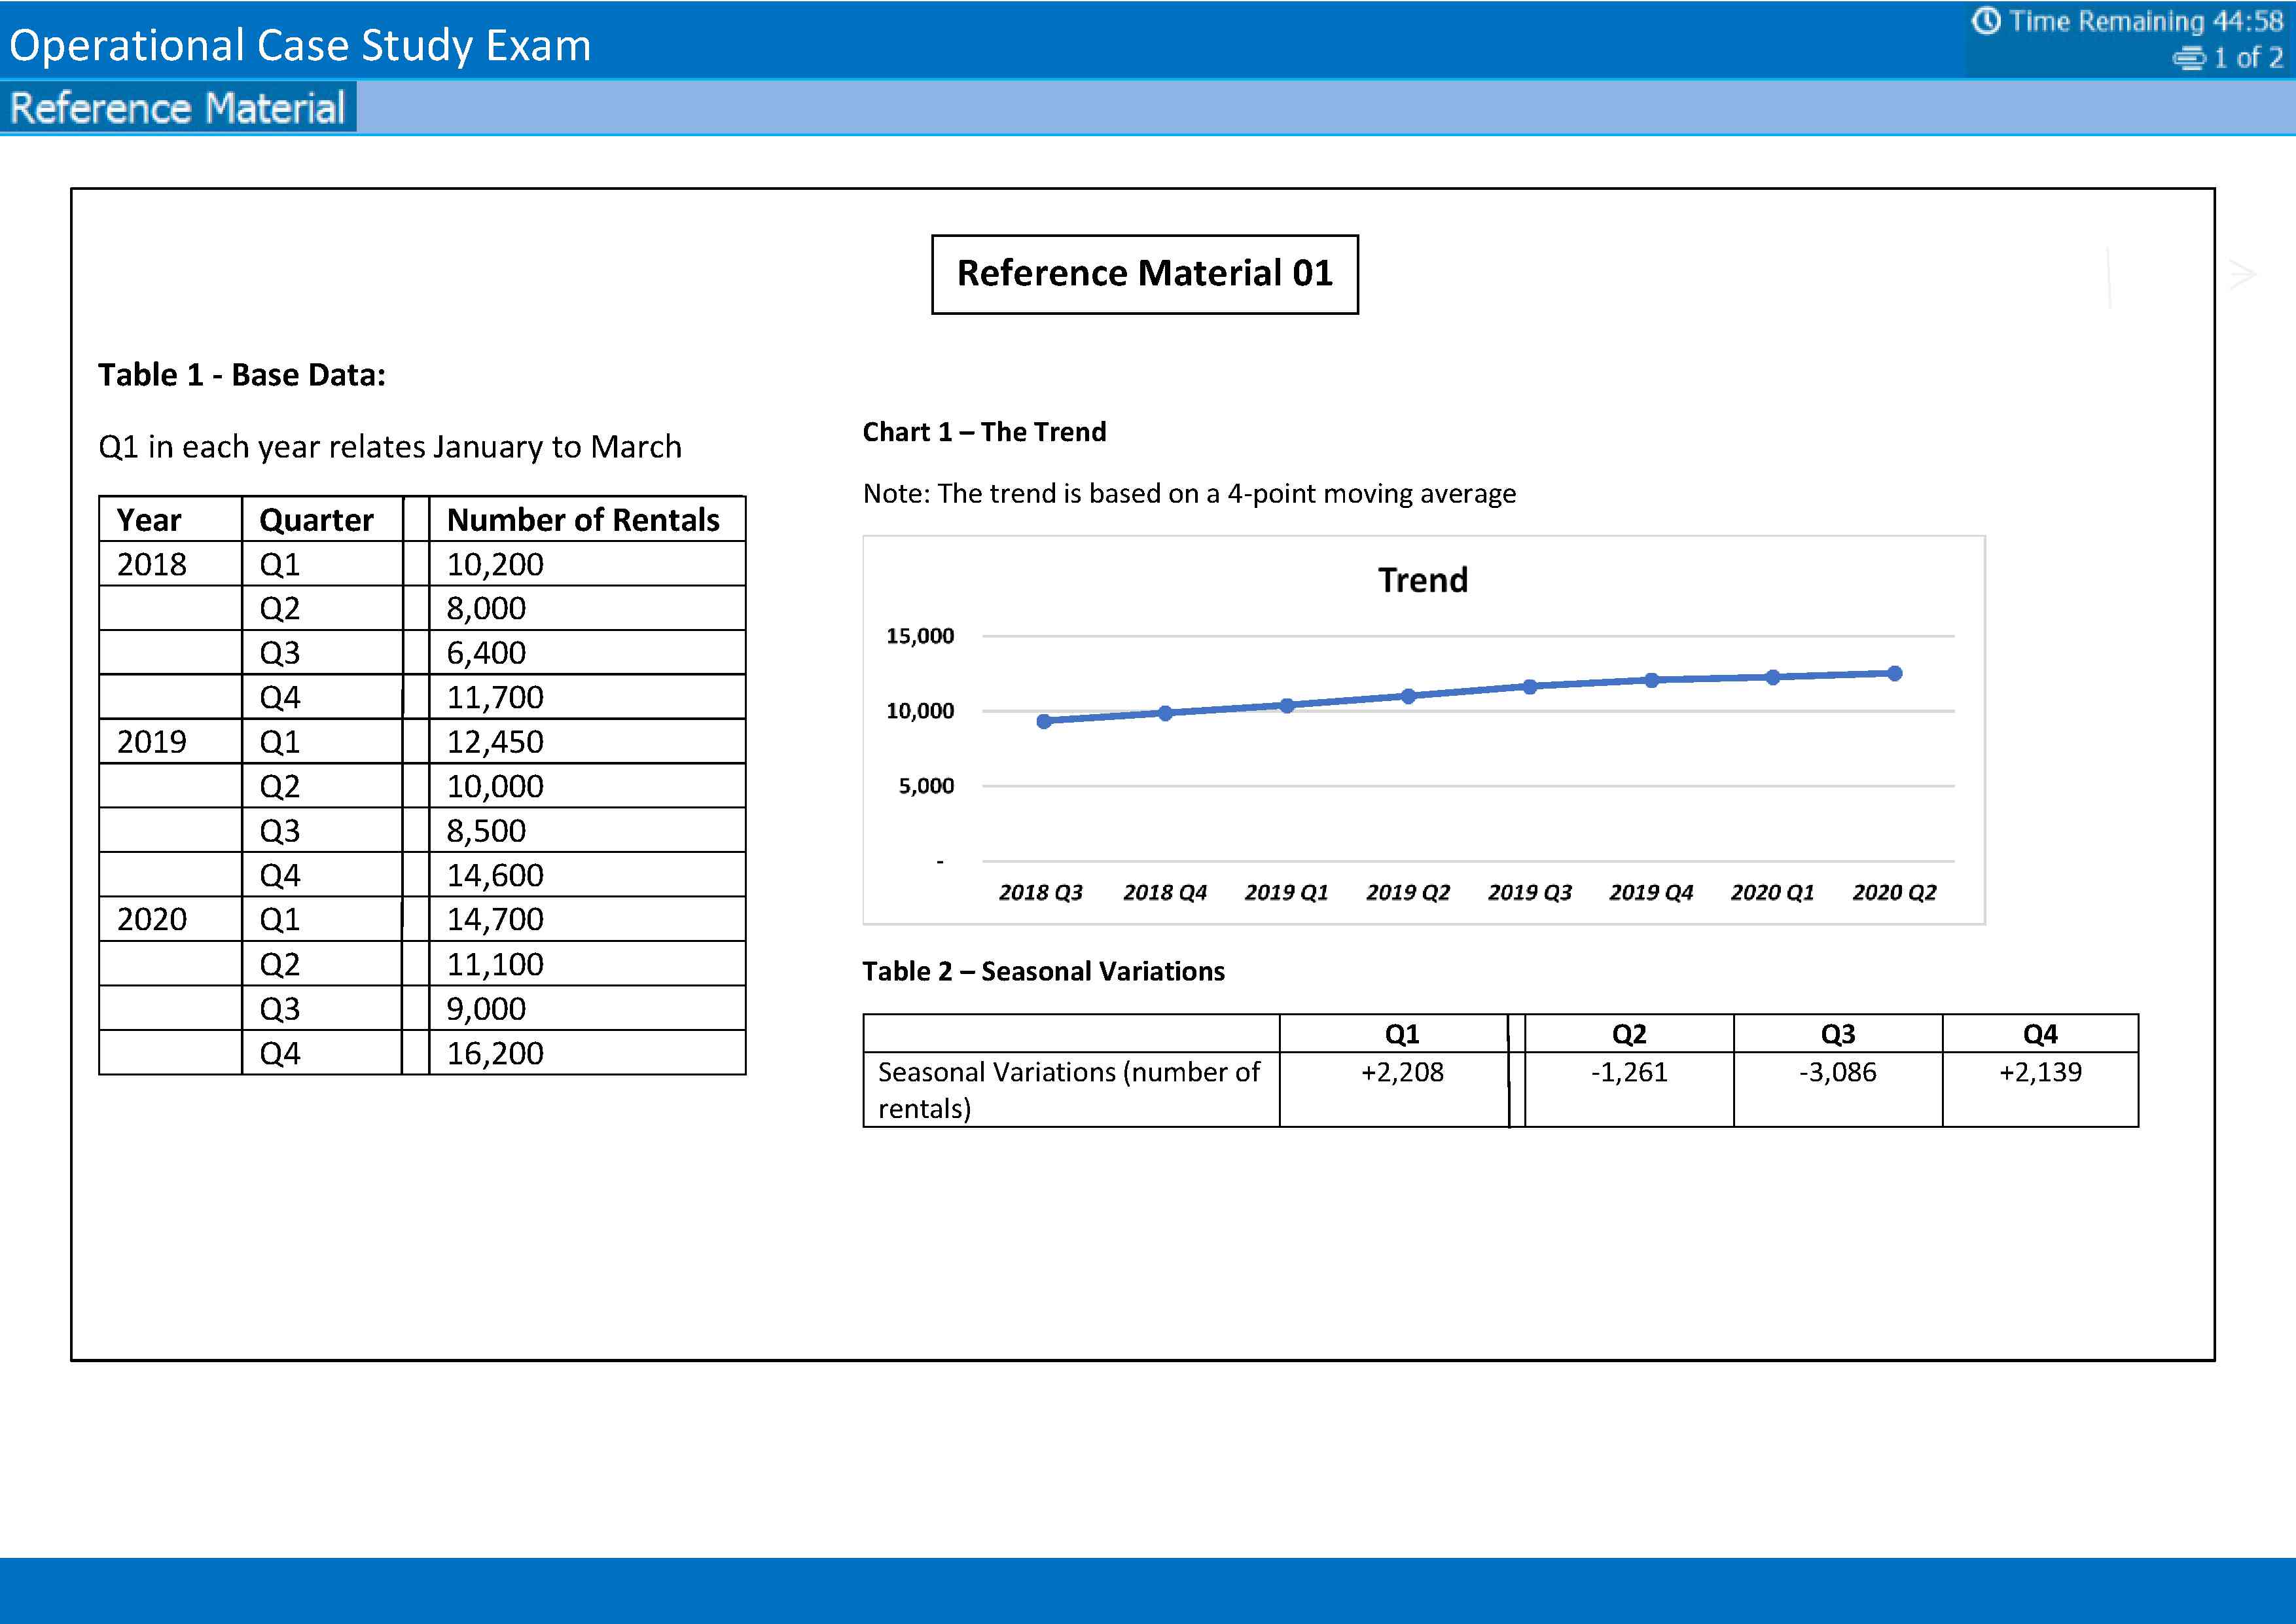 Operational Case Study Exam
Time Remaining 44:58
1 of 2
Reference Material
Reference Material 01
Table 1 - Base Data:
Q1 in each year relates January to March
Year Quarter Number of Rentals
2018 Q1 10,200
Q2 8,000
Q3 6,400
Q4 11,700
2019 Q1 12,450
Q2 10,000
Q3 8,500
Q4 14,600
2020 Q1 14,700
Q2 11,100
Q3 9,000
Q4 16,200
Chart 1 – The Trend
Note: The trend is based on a 4-point moving average
Trend
15,000
10,000
5,000
-
2018 Q3 2018 Q4 2019 Q1 2019 Q2 2019 Q3 2019 Q4 2020 Q1 2020 Q2
Table 2 – Seasonal Variations
Q1 Q2 Q3 Q4
Seasonal Variations (number of +2,208 -1,261 -3,086 +2,139
rentals)